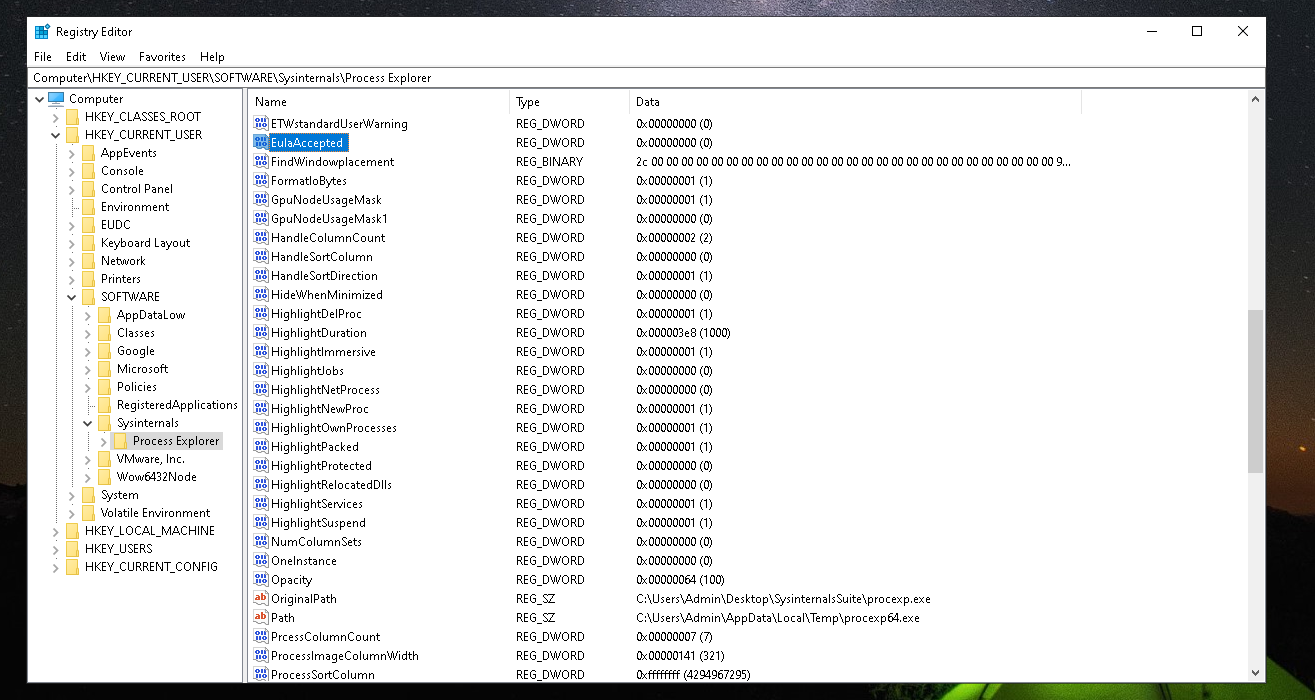 Registry Editor
File Edit View Favorites Help
Computer\HKEY_CURRENT_USER\SOFTWARE\Sysinternals\Process Explorer
Computer
HKEY_CLASSES_ROOT
HKEY_CURRENT_USER
AppEvents
Console
Control Panel
Environment
EUDC
Keyboard Layout
Network
Printers
SOFTWARE
AppDataLow
Classes
Google
Microsoft
Policies
RegisteredApplications
Sysinternals
Process Explorer
VMware, Inc.
Wow6432Node
System
Volatile Environment
HKEY_LOCAL_MACHINE
HKEY_USERS
HKEY_CURRENT_CONFIG
Name Type Data
ETWstandardUserWarning REG_DWORD 0x00000000 (0)
EulaAccepted REG_DWORD 0x00000000 (0)
FindWindowplacement REG_BINARY 2c 00 00 00 00 00 00 00 00 00 00 00 00 00 00 00 00 00 00 00 00 00 00 00 00 00 00 00 9...
FormatIoBytes REG_DWORD 0x00000001 (1)
GpuNodeUsageMask REG_DWORD 0x00000001 (1)
GpuNodeUsageMask1 REG_DWORD 0x00000000 (0)
HandleColumnCount REG_DWORD 0x00000002 (2)
HandleSortColumn REG_DWORD 0x00000000 (0)
HandleSortDirection REG_DWORD 0x00000001 (1)
HideWhenMinimized REG_DWORD 0x00000000 (0)
HighlightDelProc REG_DWORD 0x00000001 (1)
HighlightDuration REG_DWORD 0x000003e8 (1000)
HighlightImmersive REG_DWORD 0x00000001 (1)
HighlightJobs REG_DWORD 0x00000000 (0)
HighlightNetProcess REG_DWORD 0x00000000 (0)
HighlightNewProc REG_DWORD 0x00000001 (1)
HighlightOwnProcesses REG_DWORD 0x00000001 (1)
HighlightPacked REG_DWORD 0x00000001 (1)
HighlightProtected REG_DWORD 0x00000000 (0)
HighlightRelocatedDlls REG_DWORD 0x00000000 (0)
HighlightServices REG_DWORD 0x00000001 (1)
HighlightSuspend REG_DWORD 0x00000001 (1)
NumColumnSets REG_DWORD 0x00000000 (0)
OneInstance REG_DWORD 0x00000000 (0)
Opacity REG_DWORD 0x00000064 (100)
OriginalPath REG_SZ C:\Users\Admin\Desktop\SysinternalsSuite\procexp.exe
Path REG_SZ C:\Users\Admin\AppData\Local\Temp\procexp64.exe
PrcessColumnCount REG_DWORD 0x00000007 (7)
ProcessImageColumnWidth REG_DWORD 0x00000141 (321)
ProcessSortColumn REG_DWORD 0xffffffff (4294967295)